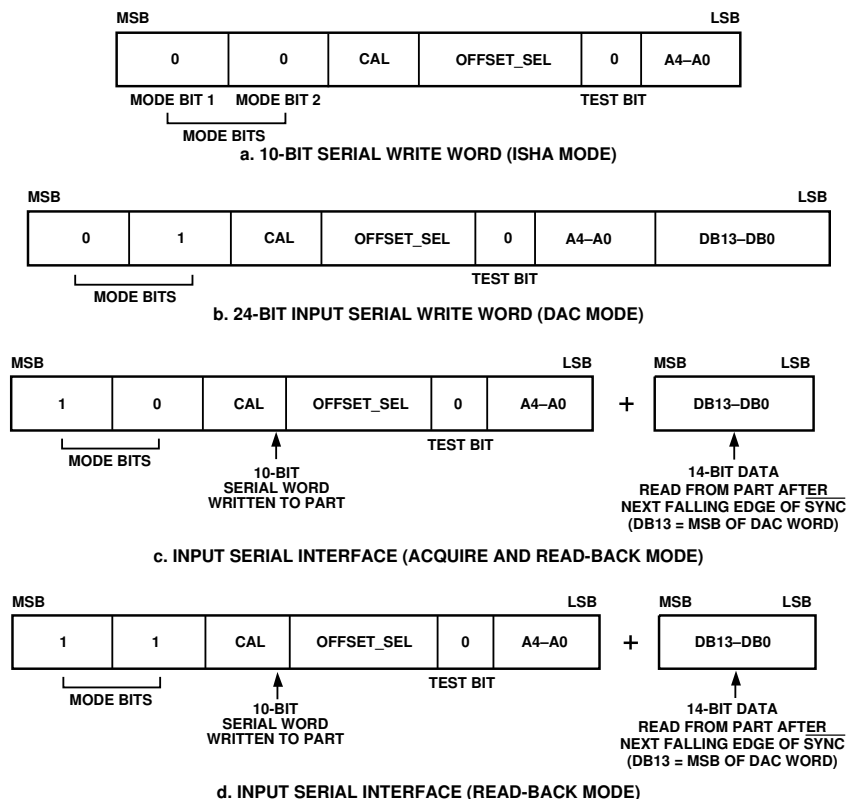 MSB LSB
0 0 CAL OFFSET_SEL 0 A4–A0
MODE BIT 1 MODE BIT 2 TEST BIT
MODE BITS
a. 10-BIT SERIAL WRITE WORD (ISHA MODE)
MSB LSB
0 1 CAL OFFSET_SEL 0 A4–A0 DB13–DB0
MODE BITS TEST BIT
b. 24-BIT INPUT SERIAL WRITE WORD (DAC MODE)
MSB LSB MSB LSB
1 0 CAL OFFSET_SEL 0 A4–A0 + DB13–DB0
MODE BITS TEST BIT
10-BIT
SERIAL WORD
WRITTEN TO PART
14-BIT DATA
READ FROM PART AFTER
NEXT FALLING EDGE OF SYNC
(DB13 = MSB OF DAC WORD)
c. INPUT SERIAL INTERFACE (ACQUIRE AND READ-BACK MODE)
MSB LSB MSB LSB
1 1 CAL OFFSET_SEL 0 A4–A0 + DB13–DB0
MODE BITS TEST BIT
10-BIT
SERIAL WORD
WRITTEN TO PART
14-BIT DATA
READ FROM PART AFTER
NEXT FALLING EDGE OF SYNC
(DB13 = MSB OF DAC WORD)
d. INPUT SERIAL INTERFACE (READ-BACK MODE)